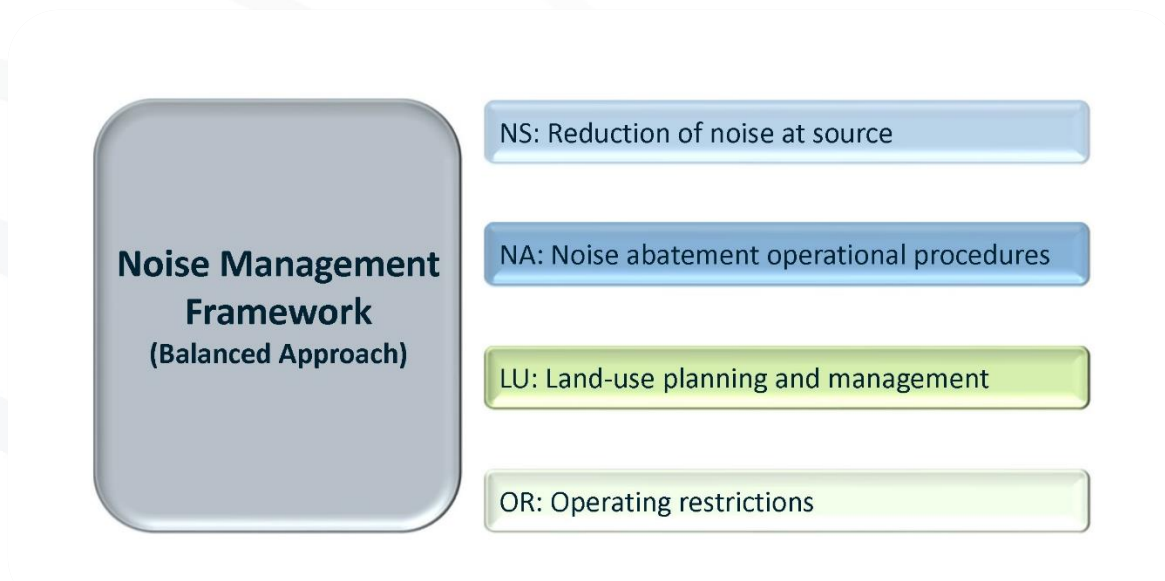 Noise Management
Framework
(Balanced Approach)
NS: Reduction of noise at source
NA: Noise abatement operational procedures
LU: Land-use planning and management
OR: Operating restrictions